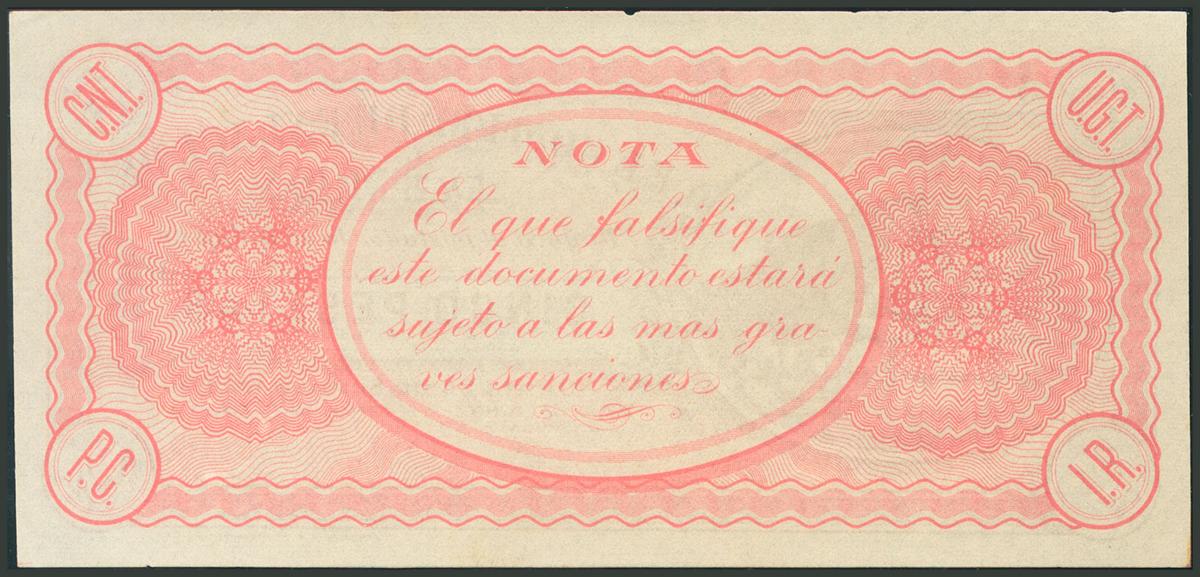 C.N.T.
U.G.T.
NOTA
El que falsifique
este documento estará
sujeto a las mas gra-
ves sanciones
P.C.
I.R.